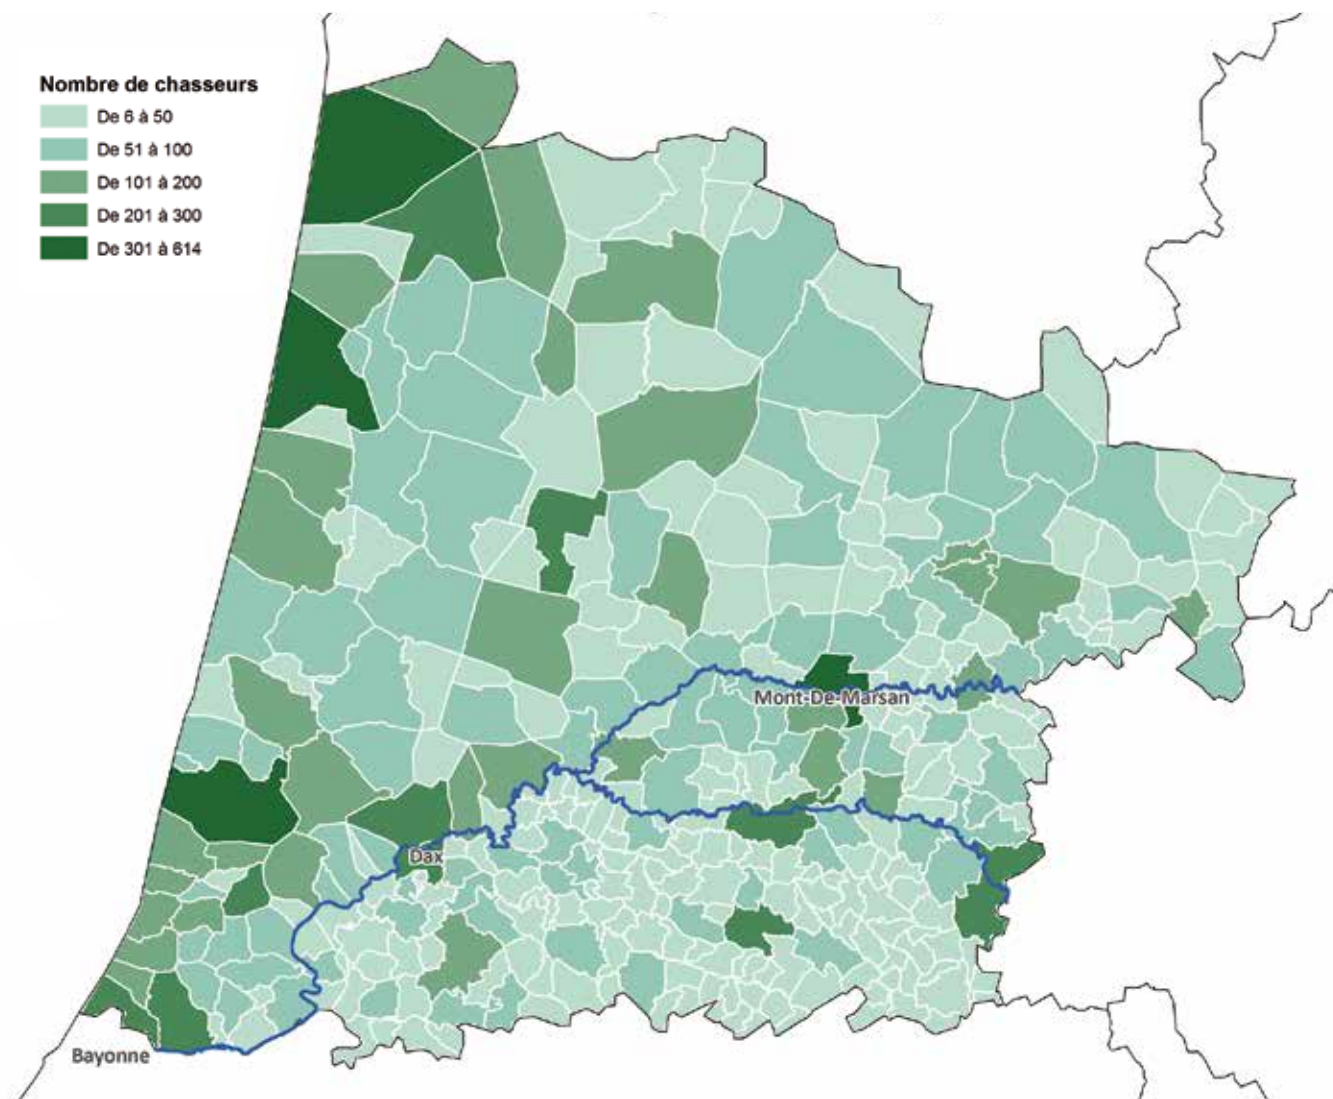 Nombre de chasseurs
De 6 à 50
De 51 à 100
De 101 à 200
De 201 à 300
De 301 à 614
Mont-De-Marsan
Dax
Bayonne